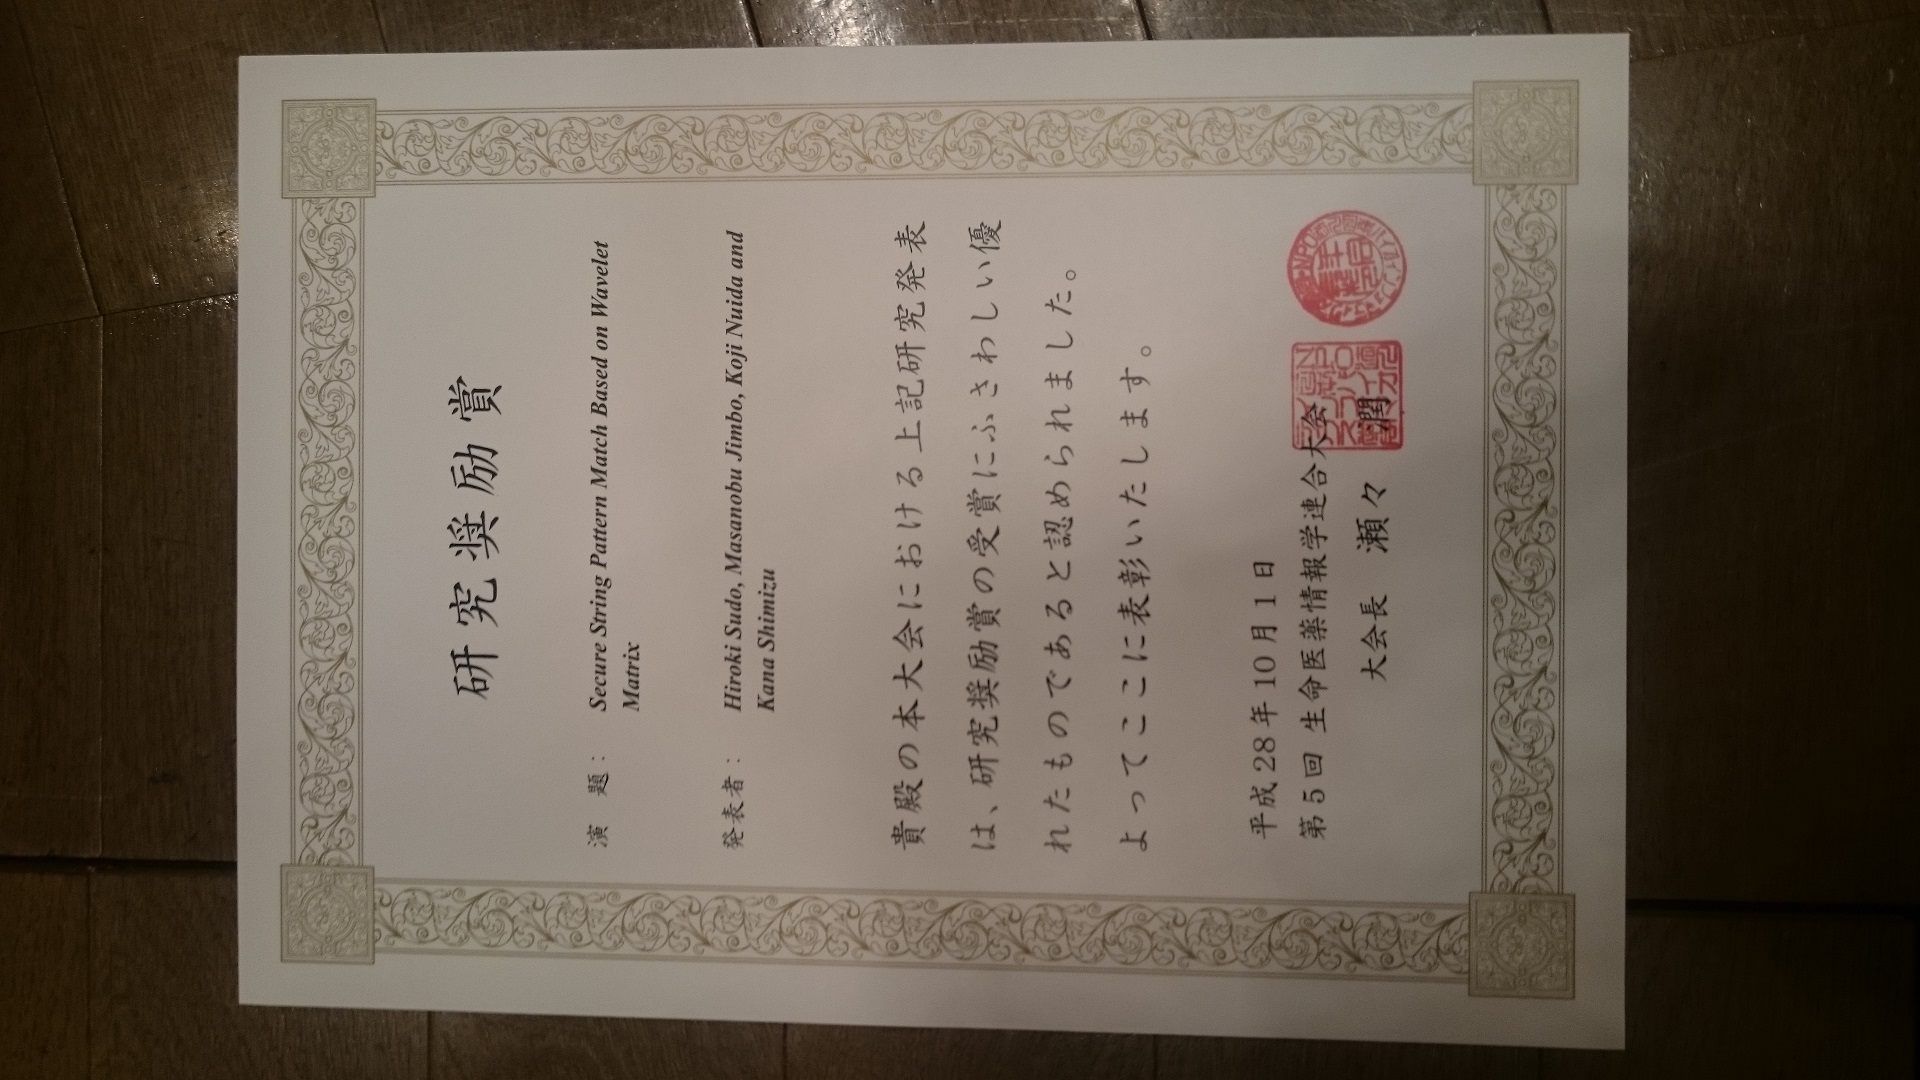 研究奨励賞
演 題： Secure String Pattern Match Based on Wavelet
Matrix
発表者： Hiroki Sudo, Masanobu Jimbo, Koji Nuida and
Kana Shimizu
貴殿の本大会における上記研究発表
は、研究奨励賞の受賞にふさわしい優
れたものであると認められました。
よってここに表彰いたします。
平成28年10月1日
第5回 生命医薬情報学連合大会
大会長 瀬々 潤